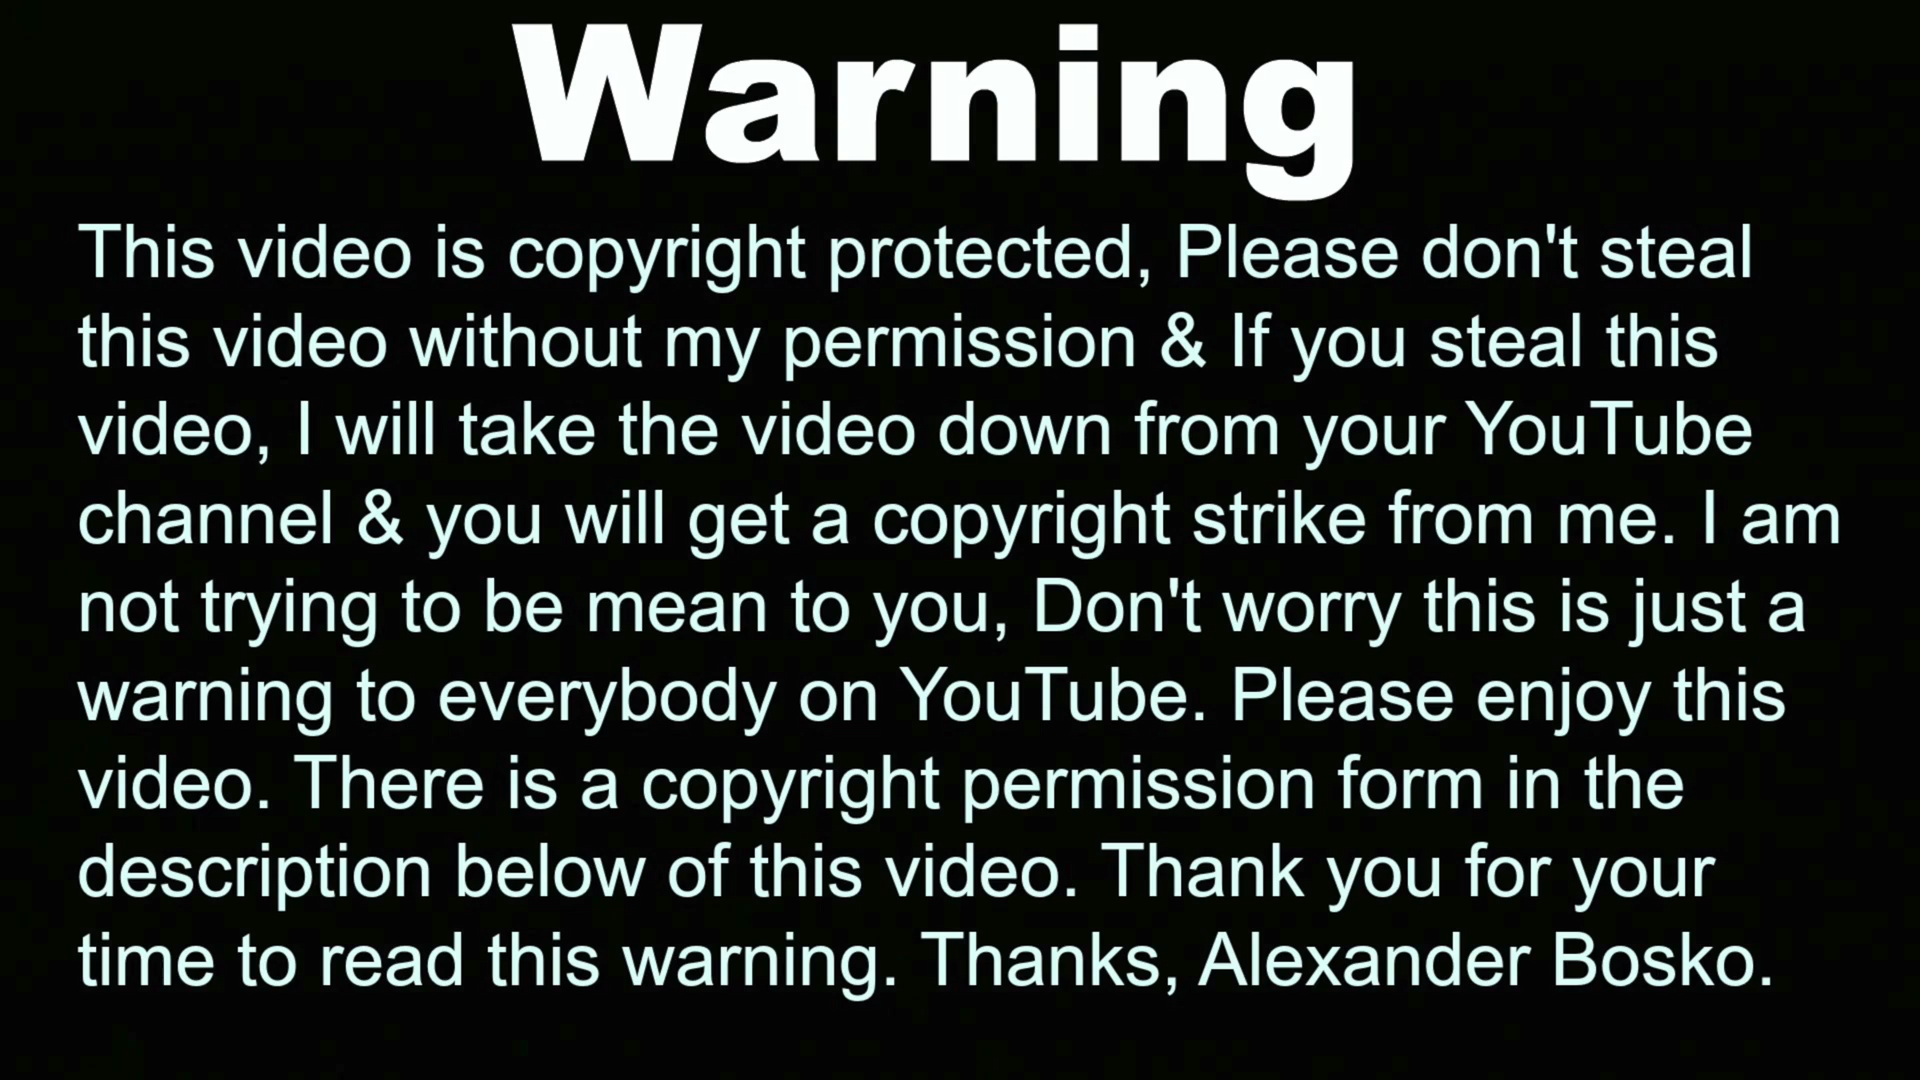 Warning
This video is copyright protected, Please don't steal
this video without my permission & If you steal this
video, I will take the video down from your YouTube
channel & you will get a copyright strike from me. I am
not trying to be mean to you, Don't worry this is just a
warning to everybody on YouTube. Please enjoy this
video. There is a copyright permission form in the
description below of this video. Thank you for your
time to read this warning. Thanks, Alexander Bosko.